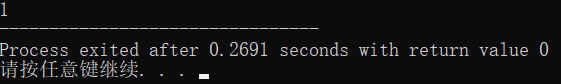 1
--------------------------------
Process exited after 0.2691 seconds with return value 0
请按任意键继续. . .